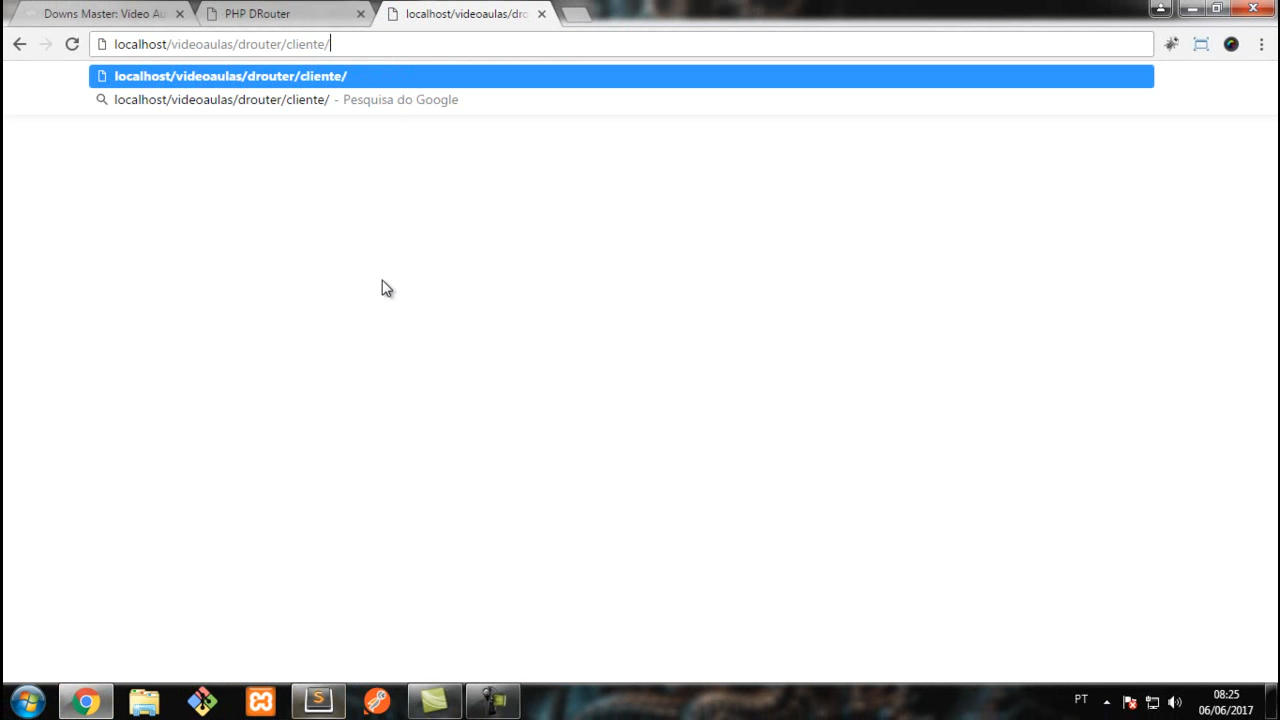 Downs Master: Video Au
PHP DRouter
localhost/videoaulas/dro
localhost/videoaulas/drouter/cliente/
localhost/videoaulas/drouter/cliente/
localhost/videoaulas/drouter/cliente/ - Pesquisa do Google
PT
08:25
06/06/2017